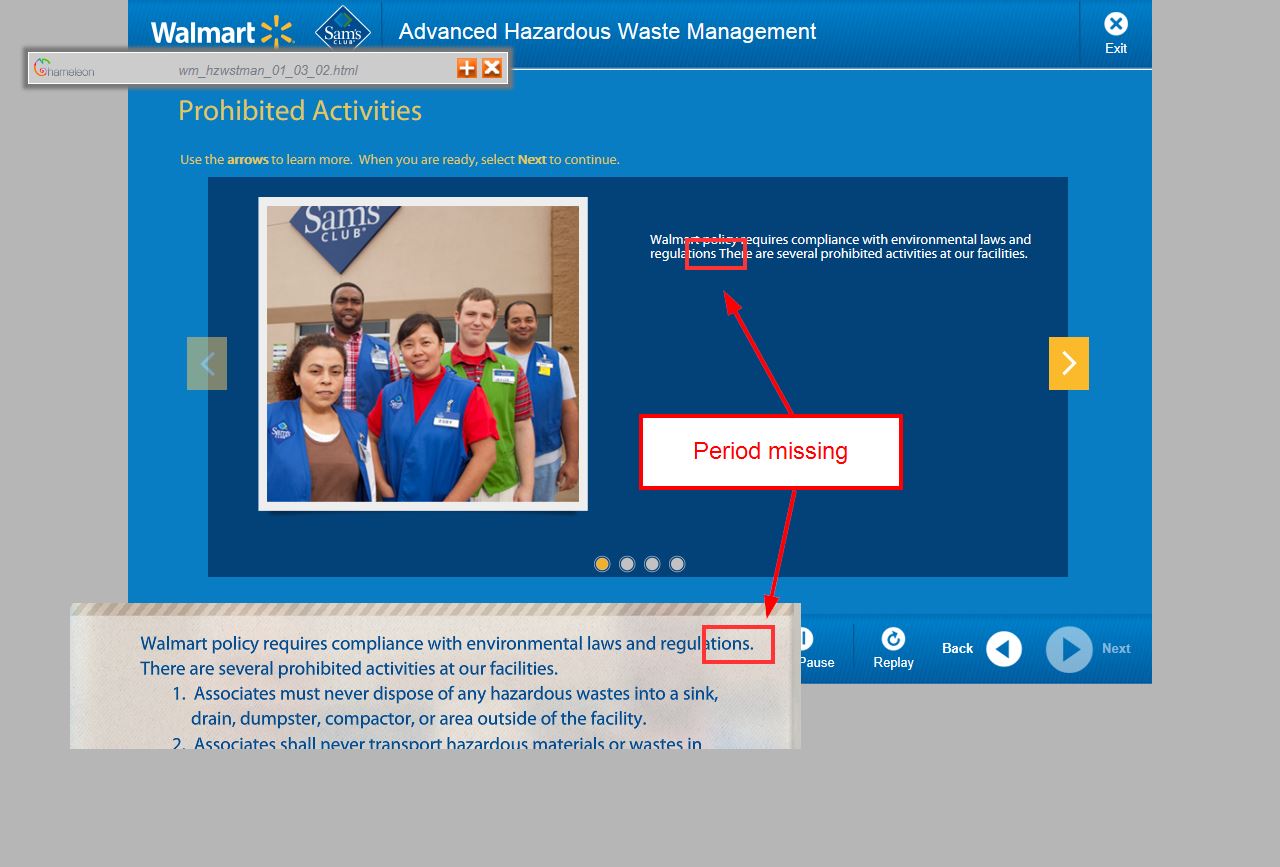 Walmart
Sam's
CLUB
Advanced Hazardous Waste Management
Exit
Chameleon
wm_hzwstman_01_03_02.html
Prohibited Activities
Use the arrows to learn more.  When you are ready, select Next to continue.
Sam's
CLUB
Walmart policy requires compliance with environmental laws and
regulations There are several prohibited activities at our facilities.
Sam's
Period missing
Walmart policy requires compliance with environmental laws and regulations.
There are several prohibited activities at our facilities.
1. Associates must never dispose of any hazardous wastes into a sink,
drain, dumpster, compactor, or area outside of the facility.
2. Associates shall never transport hazardous materials or wastes in
Pause
Replay
Back
Next